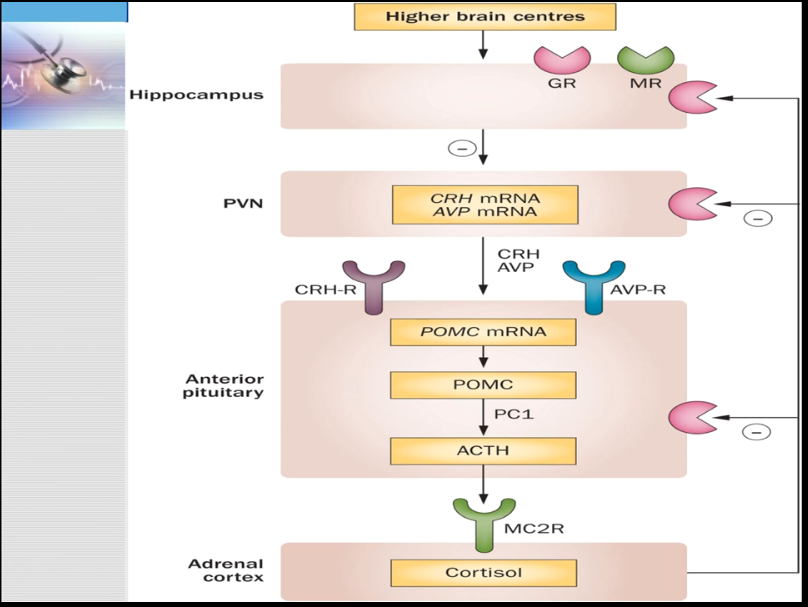 Higher brain centres
GR
MR
Hippocampus
−
PVN
CRH mRNA
AVP mRNA
−
CRH
AVP
CRH-R
AVP-R
POMC mRNA
Anterior
pituitary
POMC
PC1
−
ACTH
MC2R
Adrenal
cortex
Cortisol